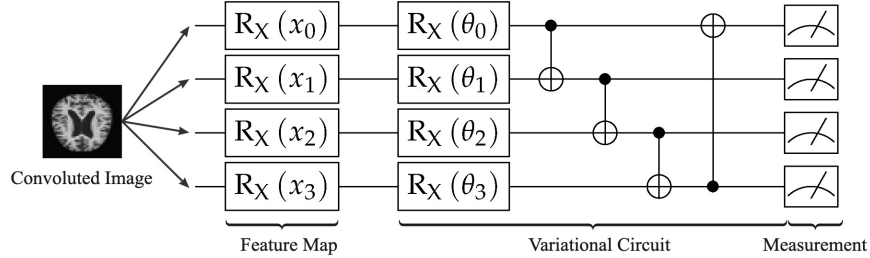 R_X (x_0) R_X (θ_0)
R_X (x_1) R_X (θ_1)
R_X (x_2) R_X (θ_2)
R_X (x_3) R_X (θ_3)
Convoluted Image
Feature Map Variational Circuit Measurement